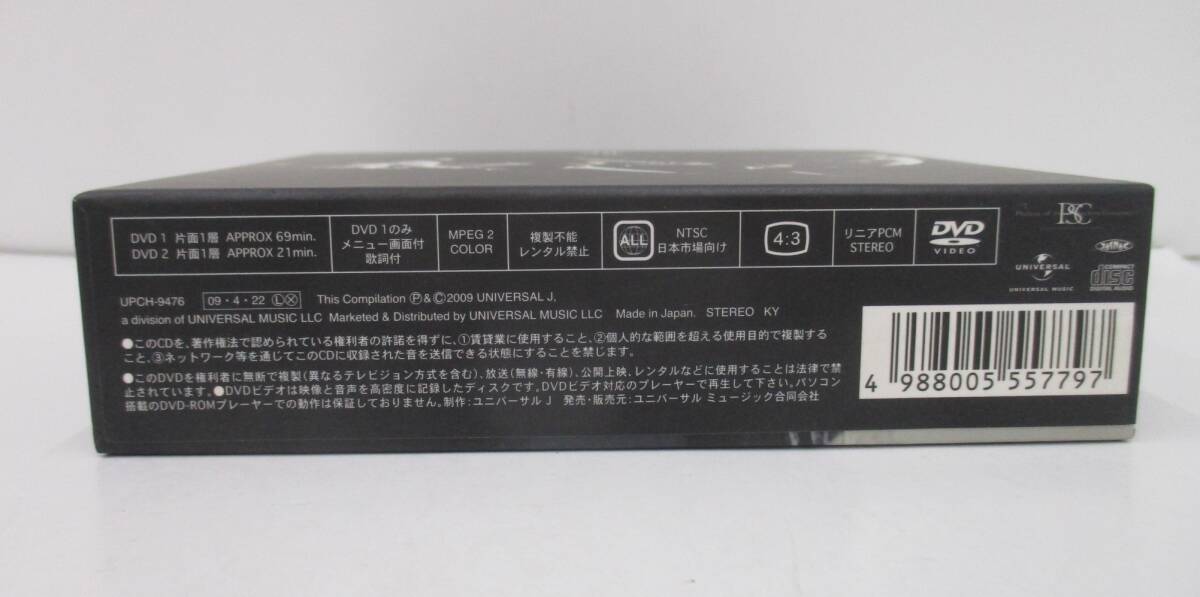 DVD 1 片面1層 APPROX 69min.
DVD 2 片面1層 APPROX 21min.
DVD 1のみ
メニュー画面付
歌詞付
MPEG 2
COLOR
複製不能
レンタル禁止
ALL
NTSC
日本市場向け
4:3
リニアPCM
STEREO
DVD
VIDEO
PSC
UNIVERSAL
UNIVERSAL MUSIC
COMPACT
disc
DIGITAL AUDIO
UPCH-9476 09・4・22 ⓁⓍ This Compilation Ⓟ&Ⓒ2009 UNIVERSAL J,
a division of UNIVERSAL MUSIC LLC Marketed & Distributed by UNIVERSAL MUSIC LLC Made in Japan. STEREO KY
●このCDを、著作権法で認められている権利者の許諾を得ずに、①賃貸業に使用すること、②個人的な範囲を超える使用目的で複製す
ること、③ネットワーク等を通じてこのCDに収録された音を送信できる状態にすることを禁じます。
●このDVDを権利者に無断で複製(異なるテレビジョン方式を含む)、放送(無線・有線)、公開上映、レンタルなどに使用することは法律で禁
止されています。●DVDビデオは映像と音声を高密度に記録したディスクです。DVDビデオ対応のプレーヤーで再生して下さい。パソコン
搭載のDVD-ROMプレーヤーでの動作は保証しておりません。制作:ユニバーサル J 発売・販売元:ユニバーサル ミュージック合同会社
4 988005 557797